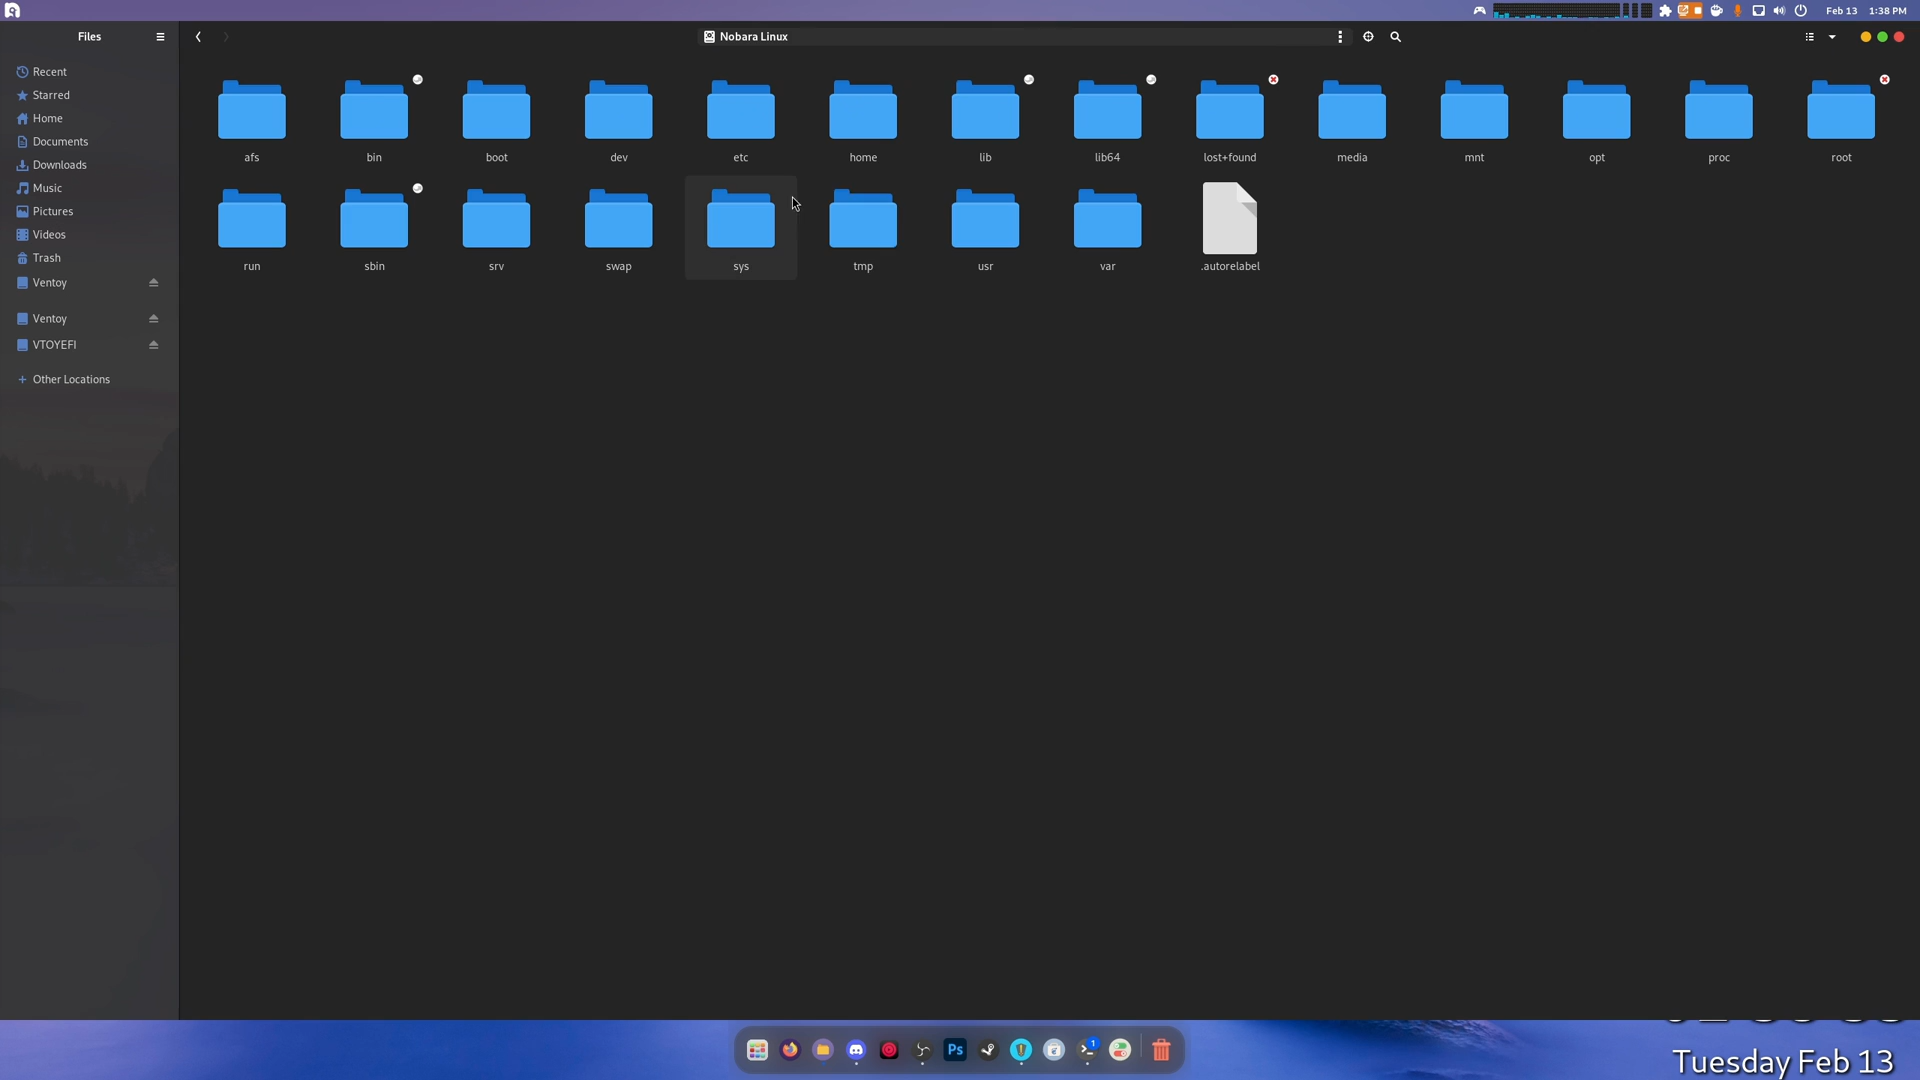 Feb 13 1:38 PM
Files
Nobara Linux
Recent
Starred
Home
Documents
Downloads
Music
Pictures
Videos
Trash
Ventoy
Ventoy
VTOYEFI
Other Locations
afs bin boot dev etc home lib lib64 lost+found media mnt opt proc root
run sbin srv swap sys tmp usr var .autorelabel
Ps
1
Tuesday Feb 13